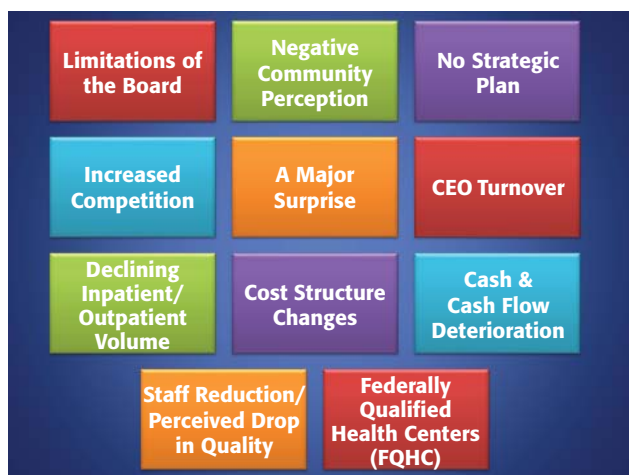 Limitations of
the Board
Negative
Community
Perception
No Strategic
Plan
Increased
Competition
A Major
Surprise
CEO Turnover
Declining
Inpatient/
Outpatient
Volume
Cost Structure
Changes
Cash &
Cash Flow
Deterioration
Staff Reduction/
Perceived Drop
in Quality
Federally
Qualified
Health Centers
(FQHC)